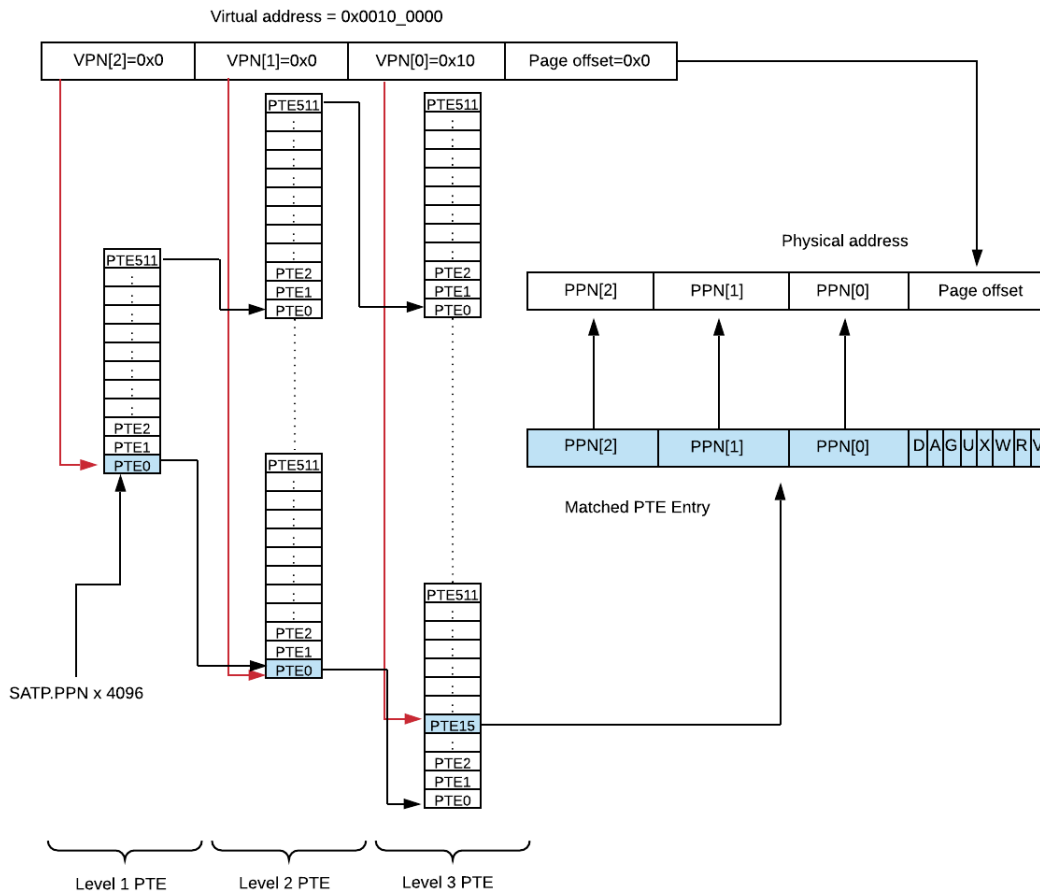 Virtual address = 0x0010_0000
VPN[2]=0x0 VPN[1]=0x0 VPN[0]=0x10 Page offset=0x0
PTE511
:
:
:
:
:
:
:
:
PTE2
PTE1
PTE0
SATP.PPN x 4096
PTE511
:
:
:
:
:
:
:
:
PTE2
PTE1
PTE0
PTE511
:
:
:
:
:
:
:
:
PTE2
PTE1
PTE0
PTE511
:
:
:
:
:
:
:
:
PTE2
PTE1
PTE0
PTE511
:
:
:
:
:
:
PTE15
:
PTE2
PTE1
PTE0
Physical address
PPN[2] PPN[1] PPN[0] Page offset
PPN[2] PPN[1] PPN[0] D A G U X W R V
Matched PTE Entry
Level 1 PTE Level 2 PTE Level 3 PTE